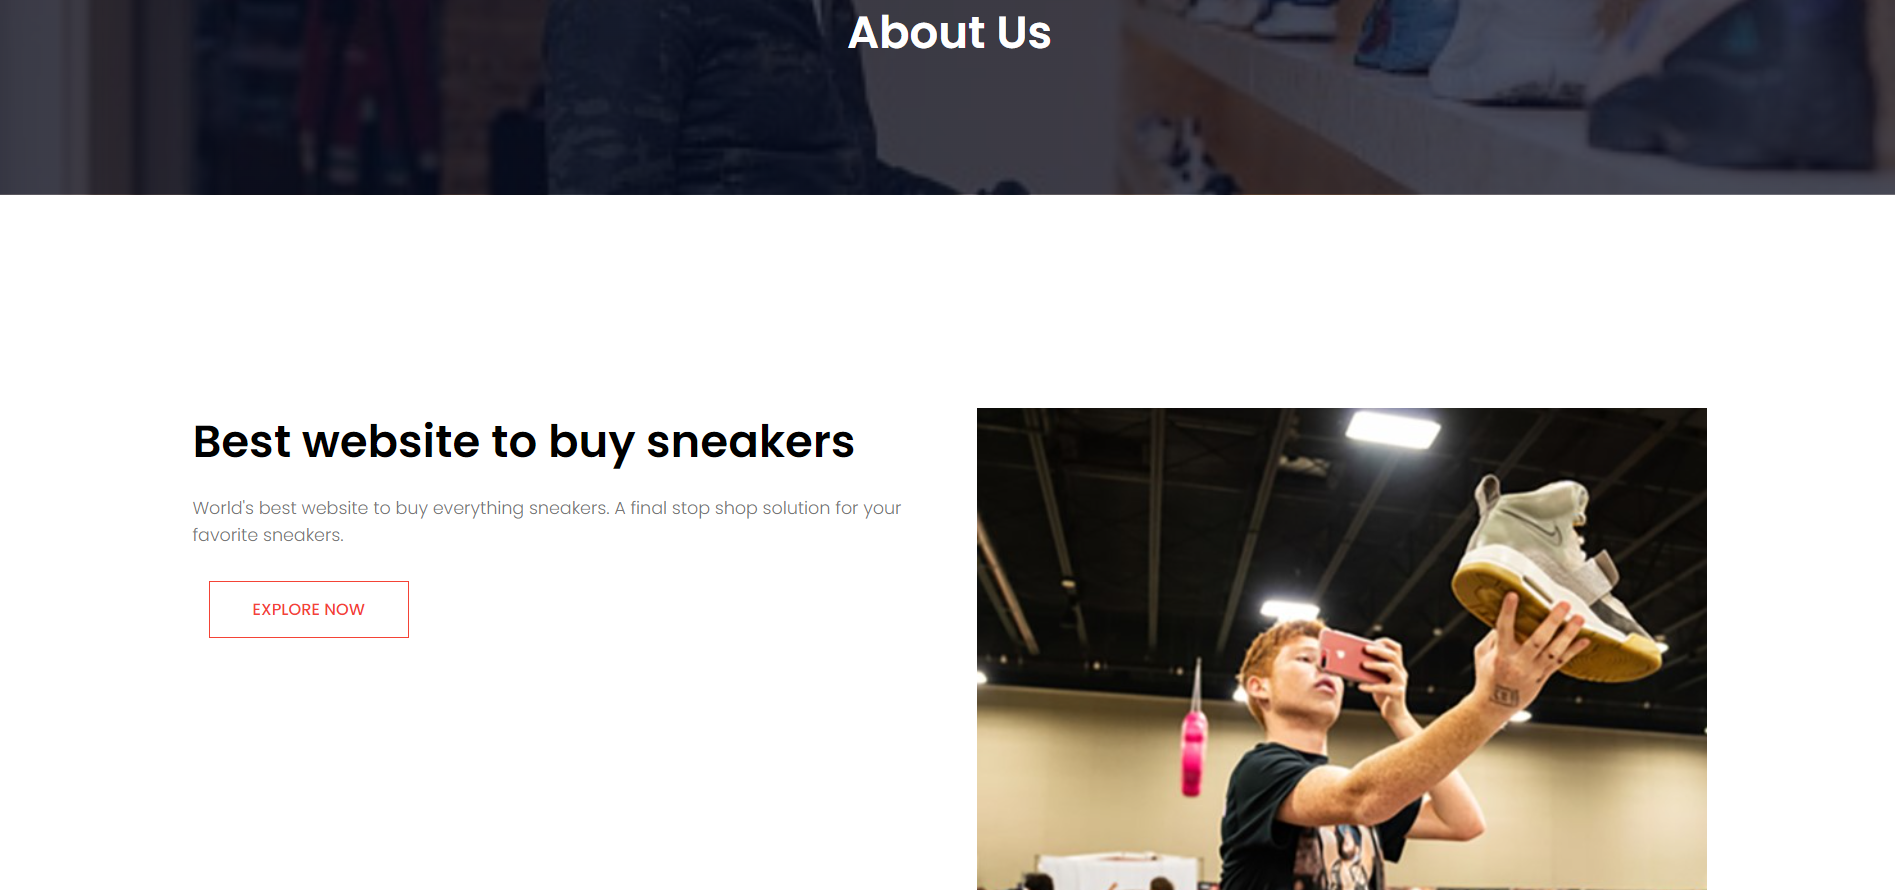 About Us
Best website to buy sneakers
World's best website to buy everything sneakers. A final stop shop solution for your
favorite sneakers.
EXPLORE NOW